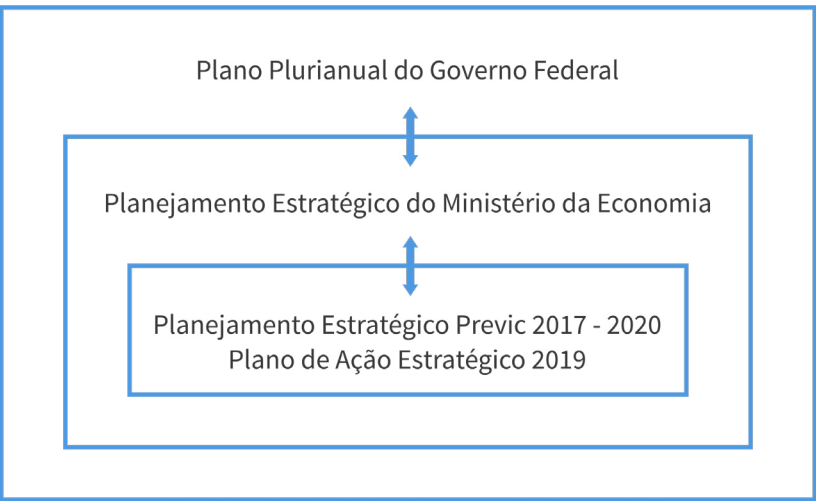 Plano Plurianual do Governo Federal
Planejamento Estratégico do Ministério da Economia
Planejamento Estratégico Previc 2017 - 2020
Plano de Ação Estratégico 2019